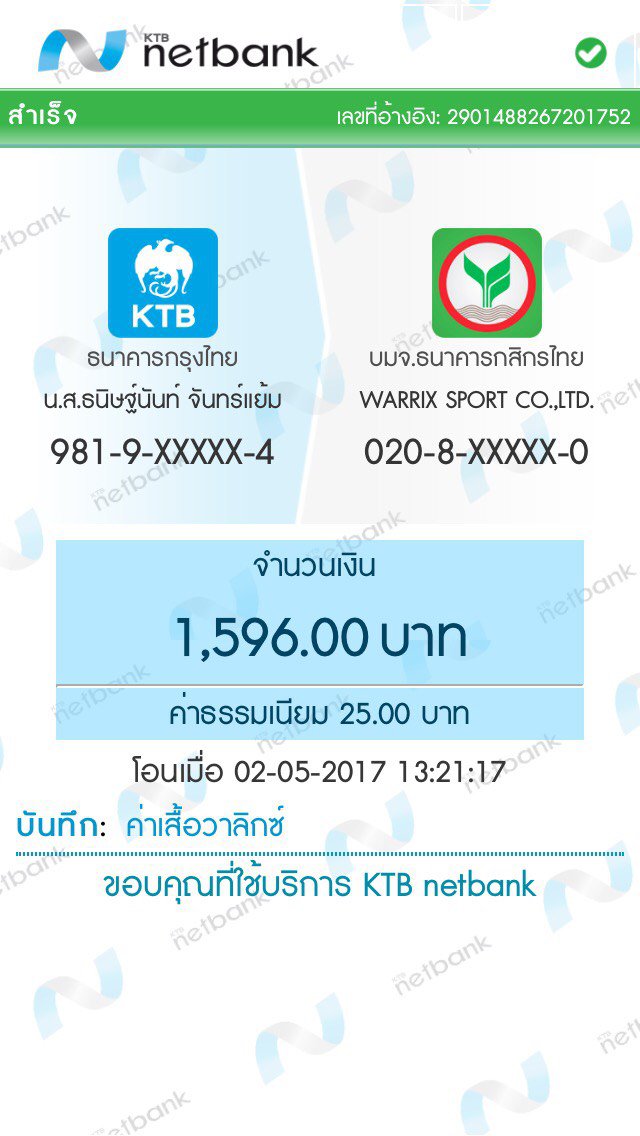 KTB
netbank
สำเร็จ
เลขที่อ้างอิง: 2901488267201752
KTB
ธนาคารกรุงไทย
น.ส.ธนิษฐ์นันท์ จันทร์แย้ม
981-9-XXXXX-4
บมจ.ธนาคารกสิกรไทย
WARRIX SPORT CO.,LTD.
020-8-XXXXX-0
จำนวนเงิน
1,596.00 บาท
ค่าธรรมเนียม 25.00 บาท
โอนเมื่อ 02-05-2017 13:21:17
บันทึก: ค่าเสื้อวาลิกซ์
ขอบคุณที่ใช้บริการ KTB netbank